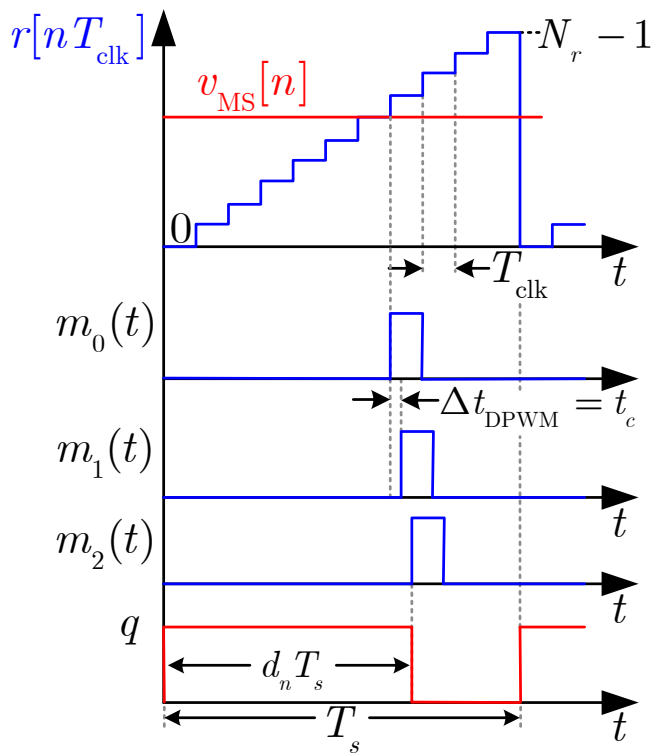 r[nT_clk]
N_r − 1
v_MS[n]
0
T_clk
t
m_0(t)
Δt_DPWM = t_c
t
m_1(t)
t
m_2(t)
t
q
d_n T_s
t
T_s